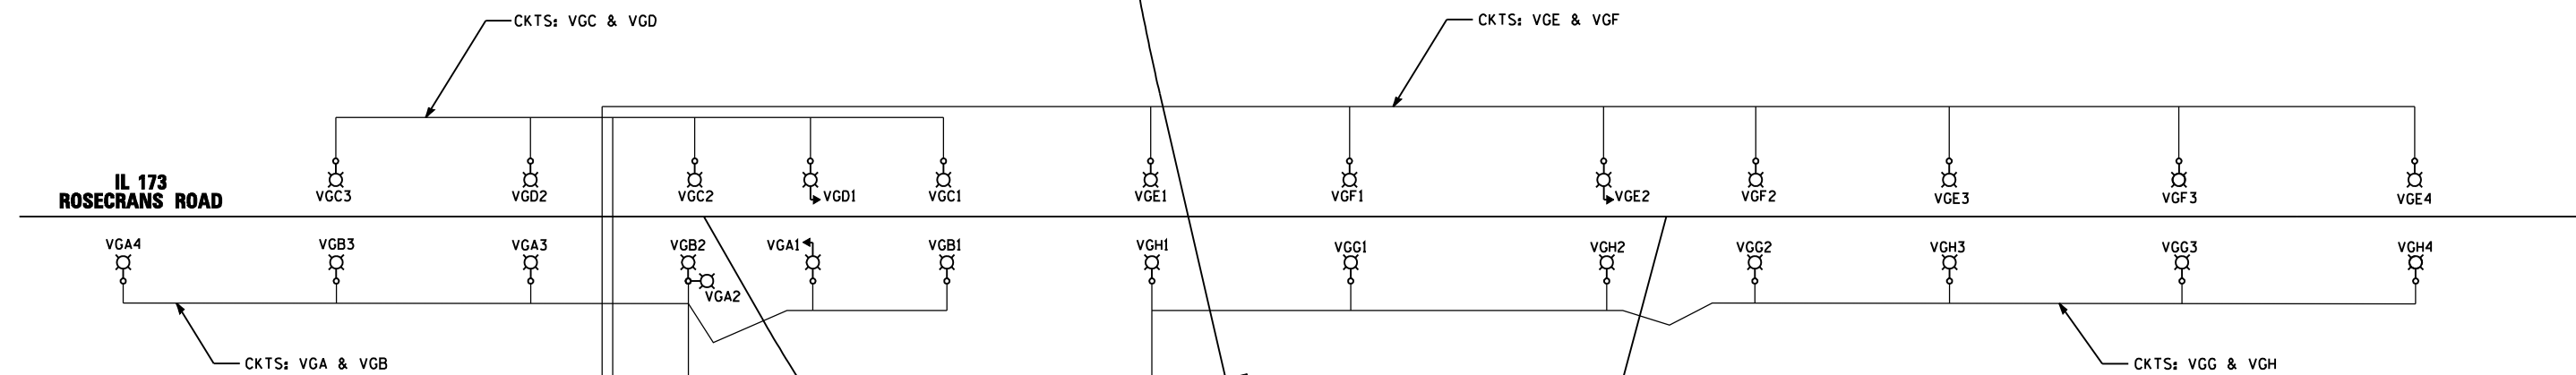 CKTS: VGC & VGD
CKTS: VGE & VGF
IL 173
ROSECRANS ROAD
VGC3
VGD2
VGC2
VGD1
VGC1
VGE1
VGF1
VGE2
VGF2
VGE3
VGF3
VGE4
VGA4
VGB3
VGA3
VGB2
VGA2
VGA1
VGB1
VGH1
VGG1
VGH2
VGG2
VGH3
VGG3
VGH4
CKTS: VGA & VGB
CKTS: VGG & VGH